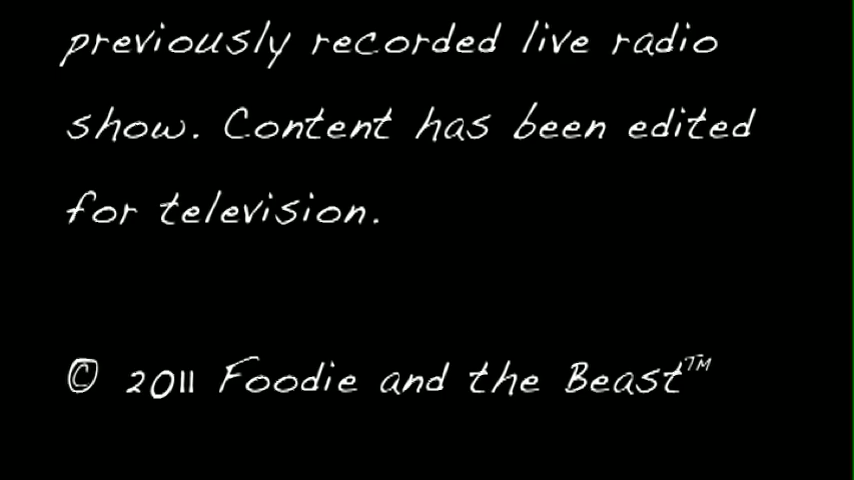 previously recorded live radio
show. Content has been edited
for television.
© 2011 Foodie and the Beast™